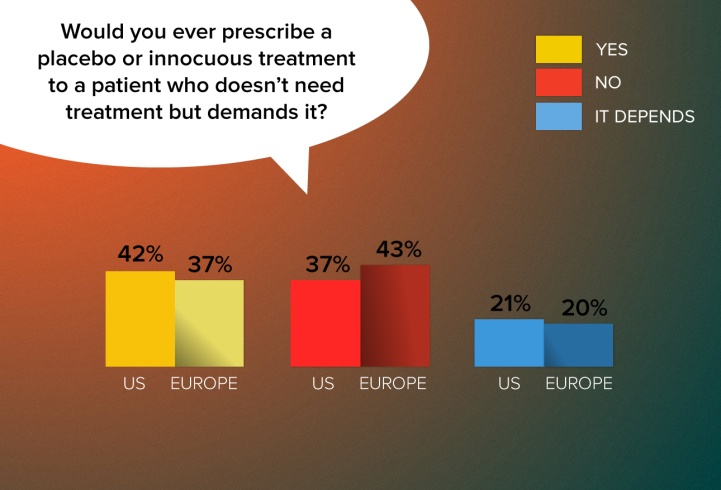 Would you ever prescribe a
placebo or innocuous treatment
to a patient who doesn’t need
treatment but demands it?
YES
NO
IT DEPENDS
42%
37%
37%
43%
21%
20%
US
EUROPE
US
EUROPE
US
EUROPE